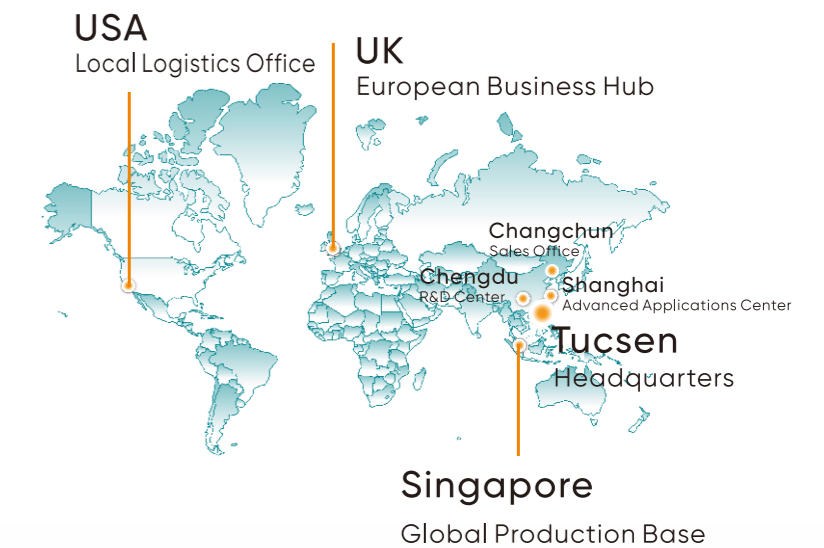 USA
Local Logistics Office
UK
European Business Hub
Changchun
Sales Office
Chengdu
R&D Center
Shanghai
Advanced Applications Center
Tucsen
Headquarters
Singapore
Global Production Base